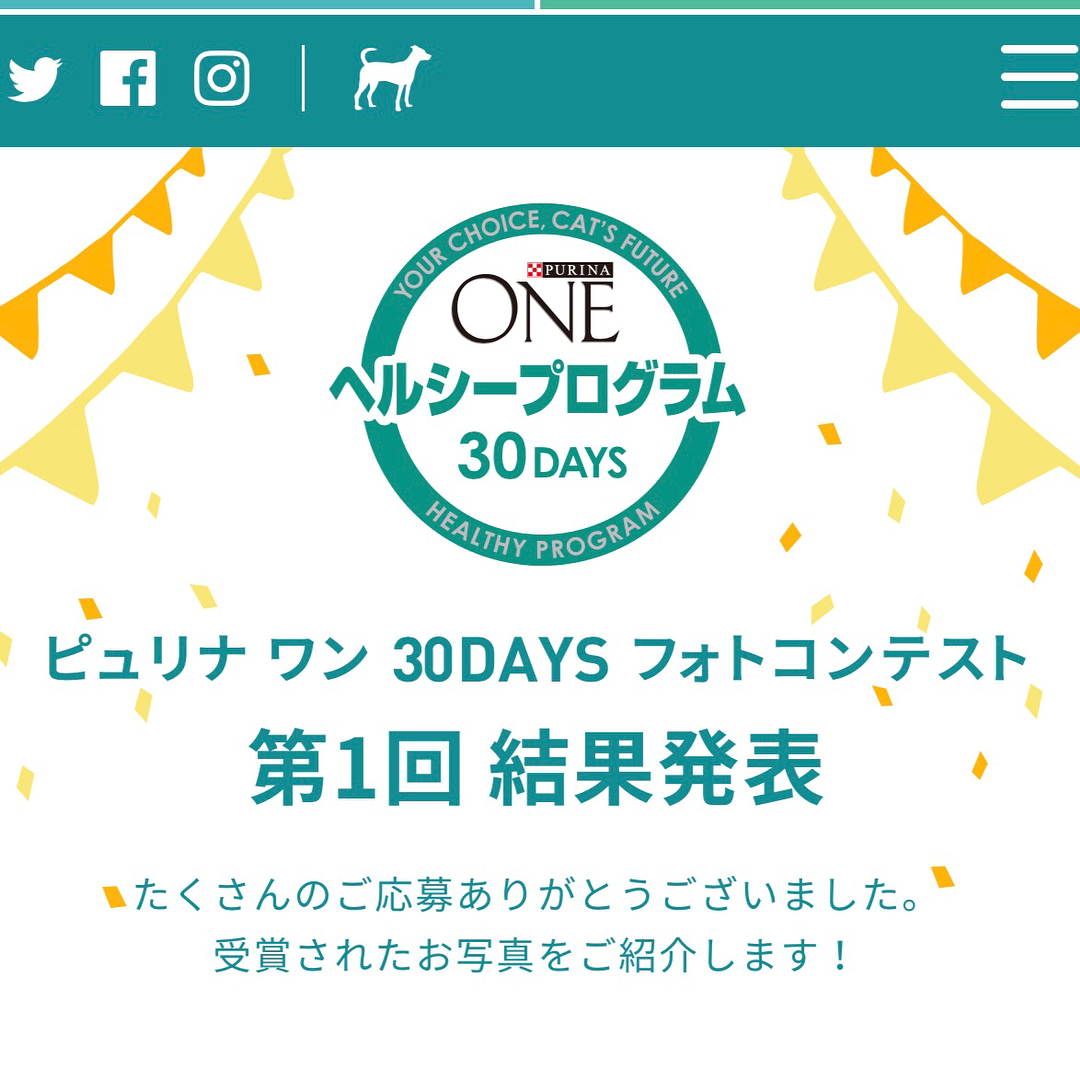 YOUR CHOICE, CAT'S FUTURE
PURINA
ONE
ヘルシープログラム
30 DAYS
HEALTHY PROGRAM
ピュリナ ワン 30DAYS フォトコンテスト
第1回 結果発表
たくさんのご応募ありがとうございました。
受賞されたお写真をご紹介します！